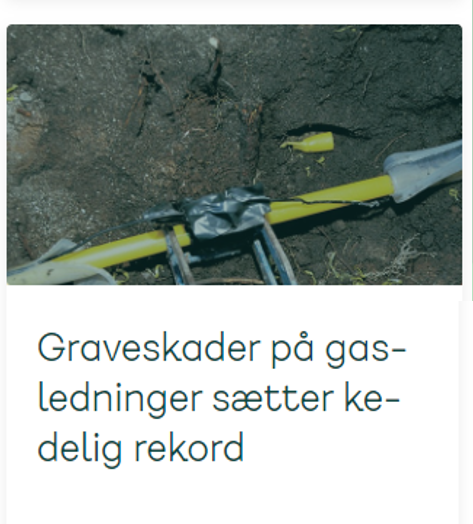 Graveskader på gas-
ledninger sætter ke-
delig rekord